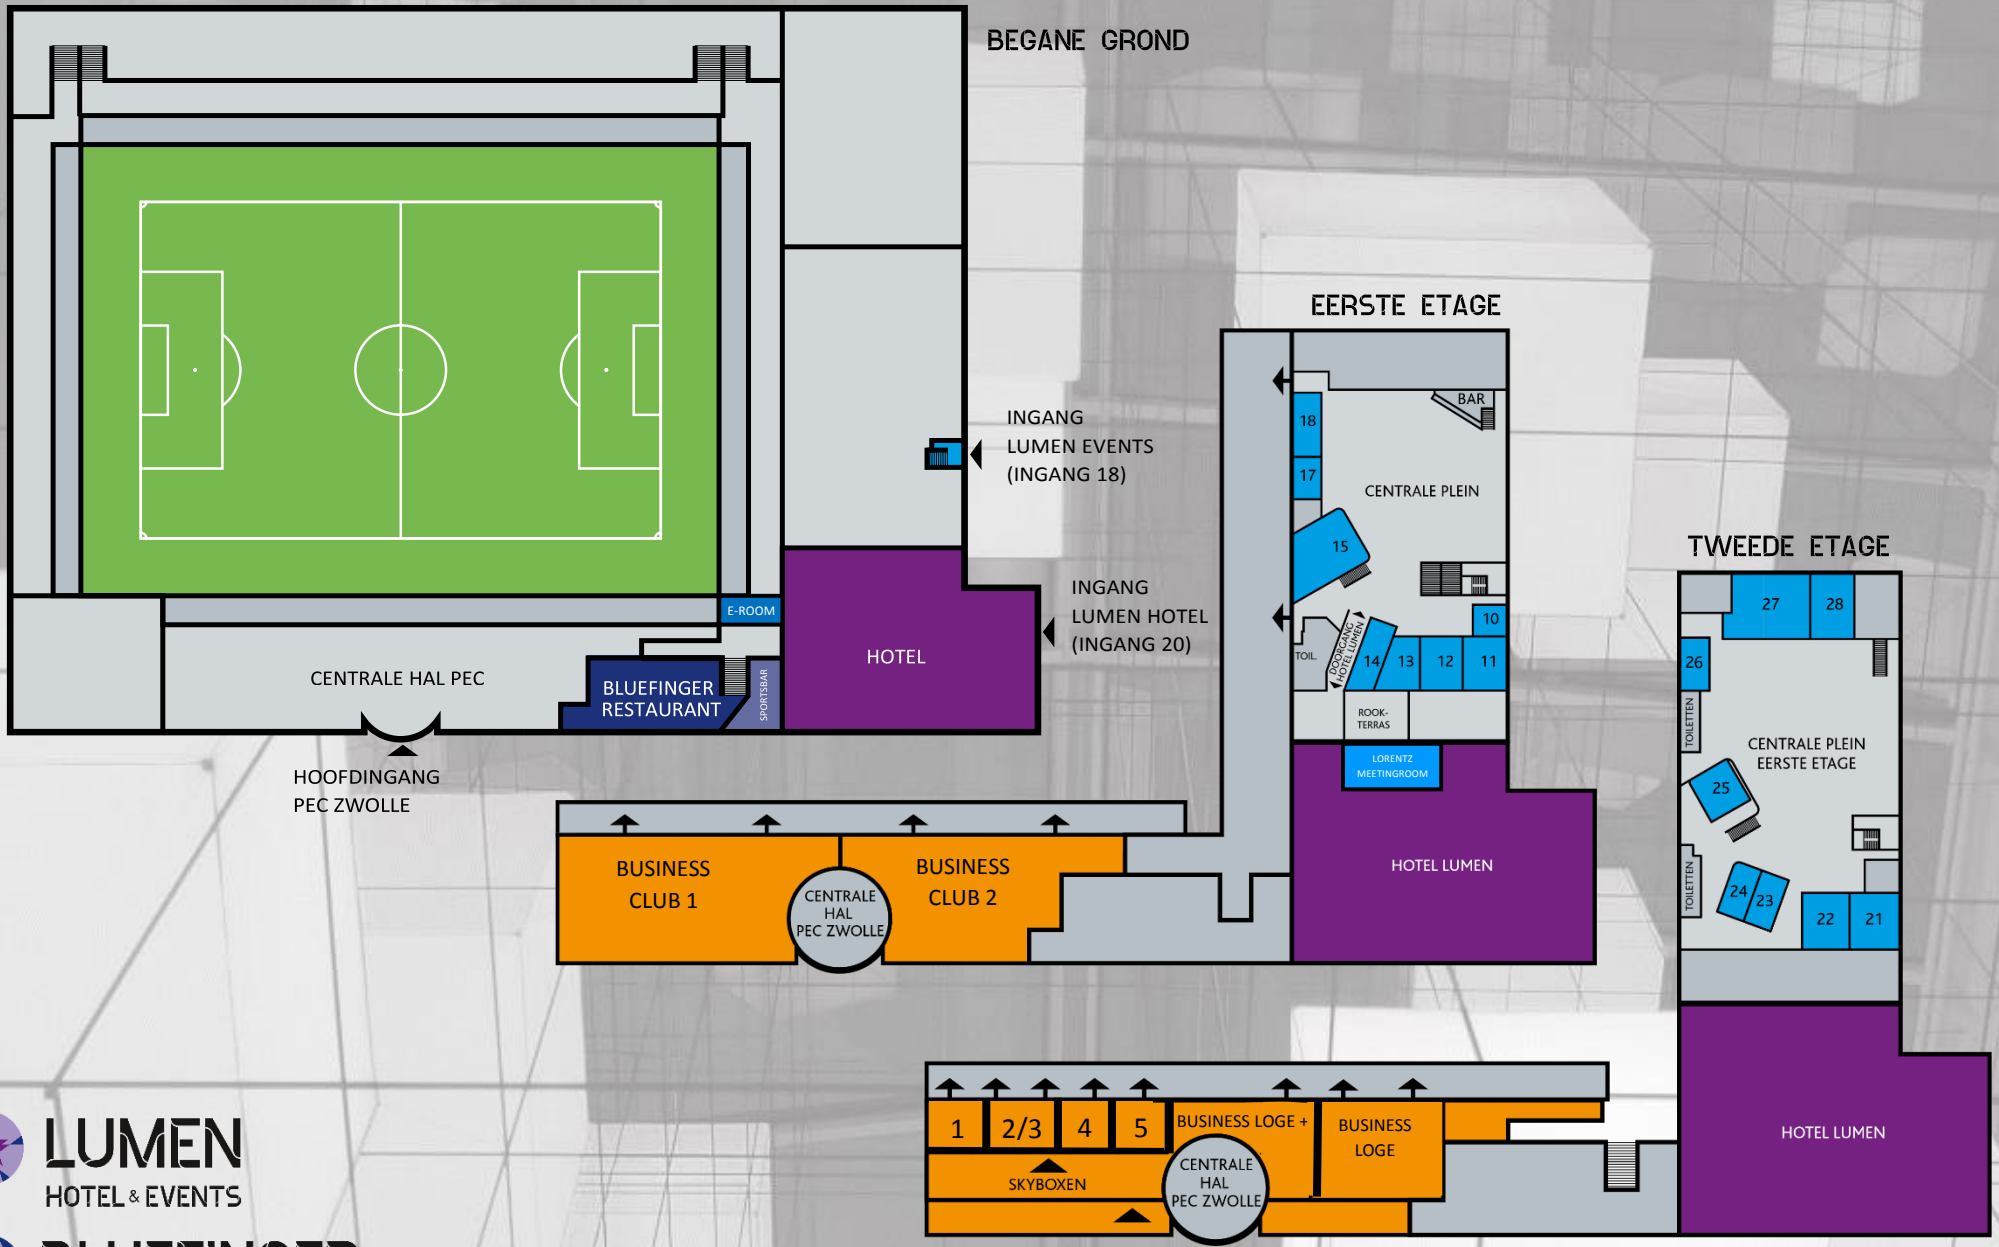 BEGANE GROND
INGANG
LUMEN EVENTS
(INGANG 18)
INGANG
LUMEN HOTEL
(INGANG 20)
E-ROOM
HOTEL
CENTRALE HAL PEC
BLUEFINGER
RESTAURANT
SPORTSBAR
HOOFDINGANG
PEC ZWOLLE
EERSTE ETAGE
BAR
18
17
CENTRALE PLEIN
15
10
TOIL.
DOORGANG
HOTEL LUMEN
14
13
12
11
ROOK-
TERRAS
LORENTZ
MEETINGROOM
HOTEL LUMEN
BUSINESS
CLUB 1
CENTRALE
HAL
PEC ZWOLLE
BUSINESS
CLUB 2
TWEEDE ETAGE
27
28
26
TOILETTEN
CENTRALE PLEIN
EERSTE ETAGE
25
TOILETTEN
24
23
22
21
HOTEL LUMEN
1
2/3
4
5
BUSINESS LOGE +
BUSINESS
LOGE
SKYBOXEN
CENTRALE
HAL
PEC ZWOLLE
LUMEN
HOTEL & EVENTS
BLUEFINGER